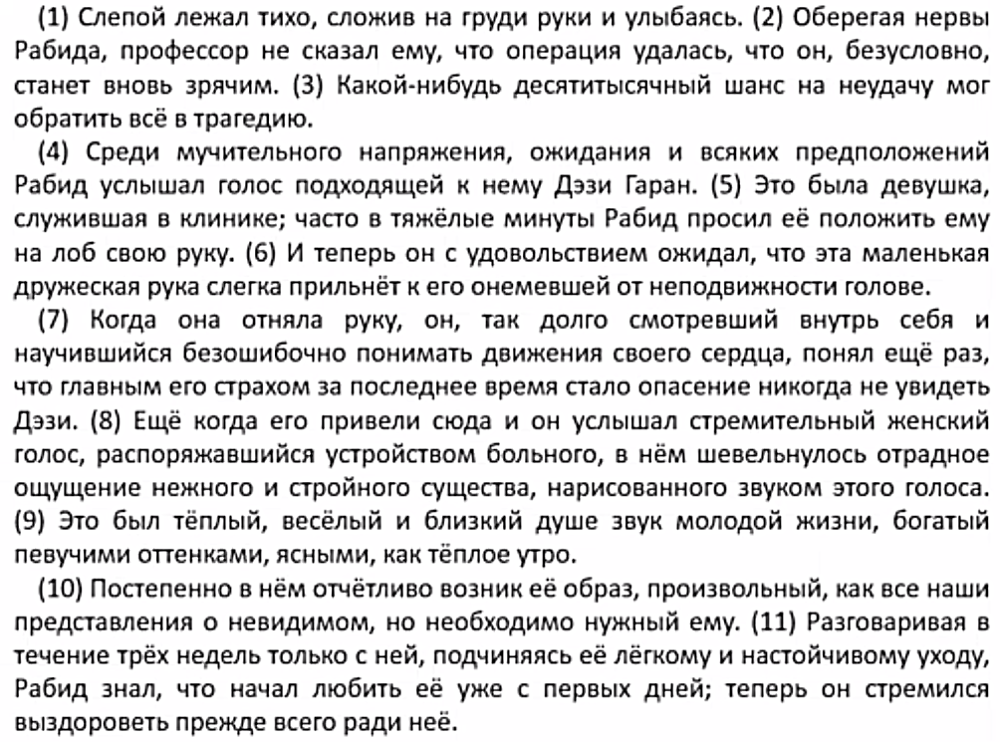 (1) Слепой лежал тихо, сложив на груди руки и улыбаясь. (2) Оберегая нервы
Рабида, профессор не сказал ему, что операция удалась, что он, безусловно,
станет вновь зрячим. (3) Какой-нибудь десятитысячный шанс на неудачу мог
обратить всё в трагедию.
(4) Среди мучительного напряжения, ожидания и всяких предположений
Рабид услышал голос подходящей к нему Дэзи Гаран. (5) Это была девушка,
служившая в клинике; часто в тяжёлые минуты Рабид просил её положить ему
на лоб свою руку. (6) И теперь он с удовольствием ожидал, что эта маленькая
дружеская рука слегка прильнёт к его онемевшей от неподвижности голове.
(7) Когда она отняла руку, он, так долго смотревший внутрь себя и
научившийся безошибочно понимать движения своего сердца, понял ещё раз,
что главным его страхом за последнее время стало опасение никогда не увидеть
Дэзи. (8) Ещё когда его привели сюда и он услышал стремительный женский
голос, распоряжавшийся устройством больного, в нём шевельнулось отрадное
ощущение нежного и стройного существа, нарисованного звуком этого голоса.
(9) Это был тёплый, весёлый и близкий душе звук молодой жизни, богатый
певучими оттенками, ясными, как тёплое утро.
(10) Постепенно в нём отчётливо возник её образ, произвольный, как все наши
представления о невидимом, но необходимо нужный ему. (11) Разговаривая в
течение трёх недель только с ней, подчиняясь её лёгкому и настойчивому уходу,
Рабид знал, что начал любить её уже с первых дней; теперь он стремился
выздороветь прежде всего ради неё.